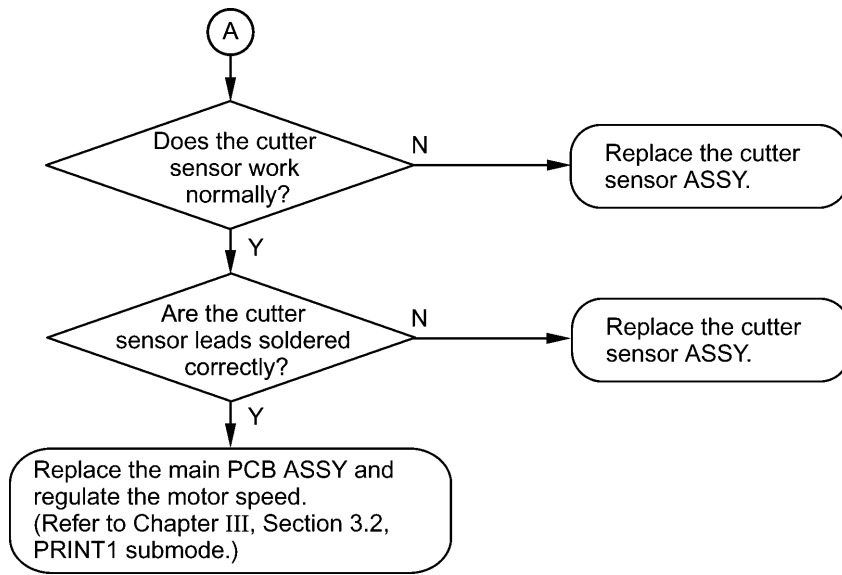 A
Does the cutter
sensor work
normally?
N
Replace the cutter
sensor ASSY.
Y
Are the cutter
sensor leads soldered
correctly?
N
Replace the cutter
sensor ASSY.
Y
Replace the main PCB ASSY and
regulate the motor speed.
(Refer to Chapter III, Section 3.2,
PRINT1 submode.)